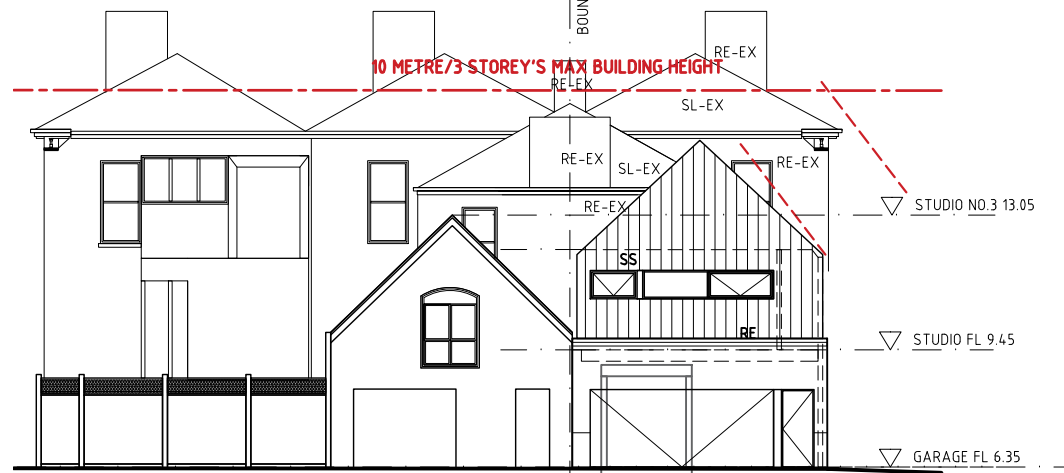 BOUN
RE-EX
10 METRE/3 STOREY'S MAX BUILDING HEIGHT
RE-EX
SL-EX
RE-EX
SL-EX
RE-EX
RE-EX
STUDIO NO.3 13.05
SS
RE
STUDIO FL 9.45
GARAGE FL 6.35